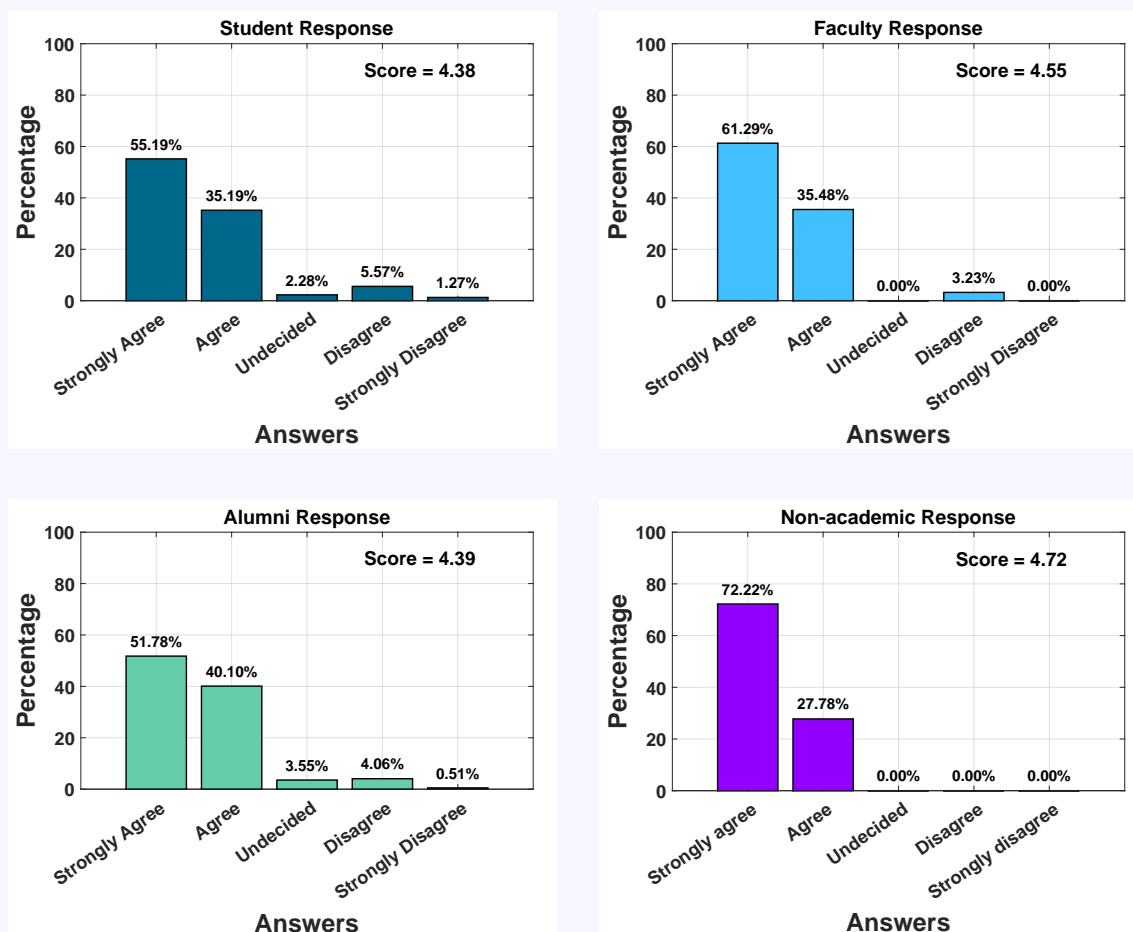 Student Response
Score = 4.38
Percentage
100
80
60
40
20
0
55.19%
35.19%
2.28%
5.57%
1.27%
Strongly Agree
Agree
Undecided
Disagree
Strongly Disagree
Answers
Faculty Response
Score = 4.55
Percentage
100
80
60
40
20
0
61.29%
35.48%
0.00%
3.23%
0.00%
Strongly Agree
Agree
Undecided
Disagree
Strongly Disagree
Answers
Alumni Response
Score = 4.39
Percentage
100
80
60
40
20
0
51.78%
40.10%
3.55%
4.06%
0.51%
Strongly Agree
Agree
Undecided
Disagree
Strongly Disagree
Answers
Non-academic Response
Score = 4.72
Percentage
100
80
60
40
20
0
72.22%
27.78%
0.00%
0.00%
0.00%
Strongly agree
Agree
Undecided
Disagree
Strongly disagree
Answers